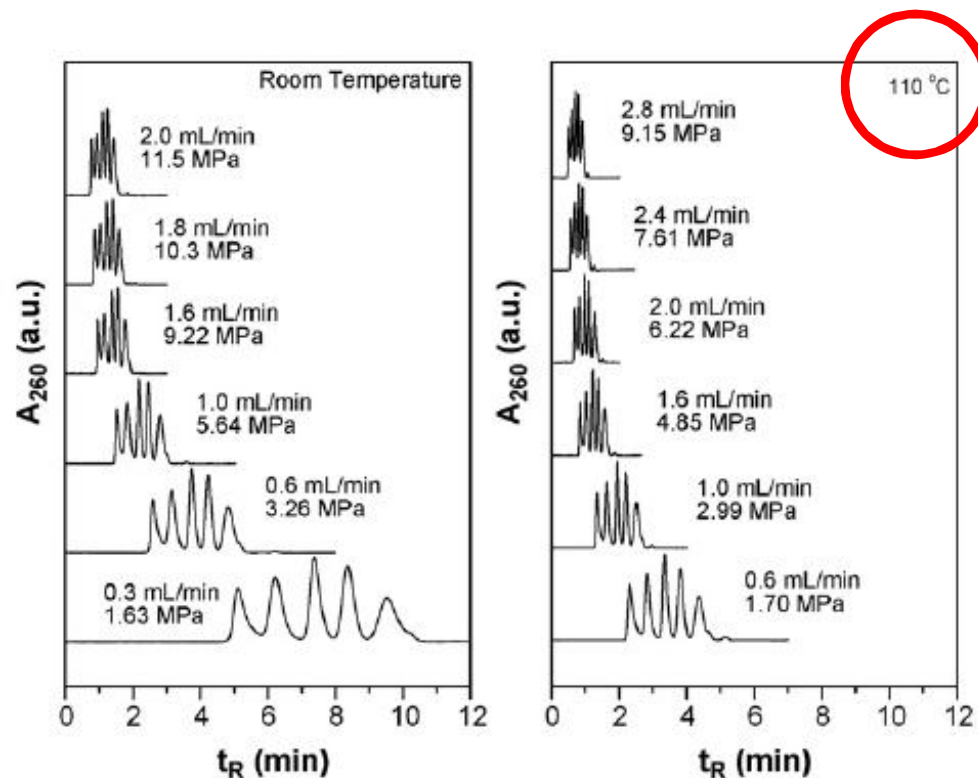 Room Temperature
2.0 mL/min
11.5 MPa
1.8 mL/min
10.3 MPa
1.6 mL/min
9.22 MPa
1.0 mL/min
5.64 MPa
0.6 mL/min
3.26 MPa
0.3 mL/min
1.63 MPa
A260 (a.u.)
0 2 4 6 8 10 12
tR (min)
110 °C
2.8 mL/min
9.15 MPa
2.4 mL/min
7.61 MPa
2.0 mL/min
6.22 MPa
1.6 mL/min
4.85 MPa
1.0 mL/min
2.99 MPa
0.6 mL/min
1.70 MPa
A260 (a.u.)
0 2 4 6 8 10 12
tR (min)